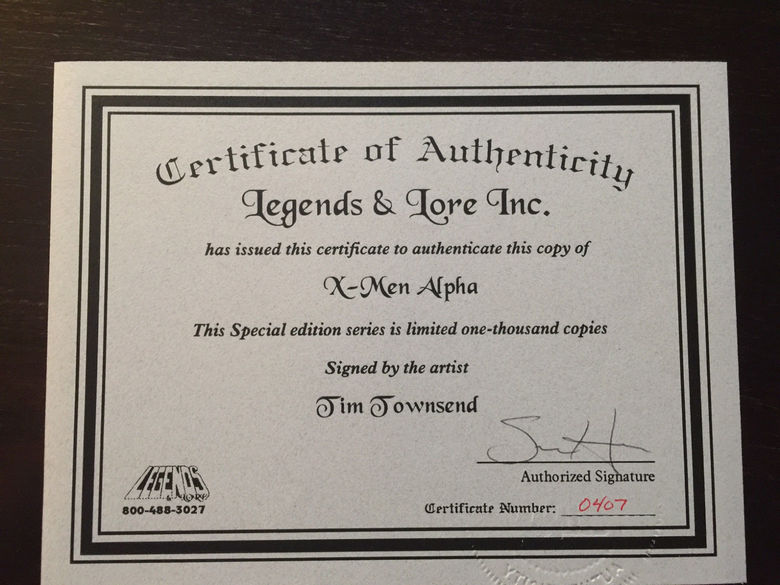 Certificate of Authenticity
Legends & Lore Inc.
has issued this certificate to authenticate this copy of
X-Men Alpha
This Special edition series is limited one-thousand copies
Signed by the artist
Tim Townsend
Authorized Signature
LEGENDS
& LORE
800-488-3027
Certificate Number: 0407